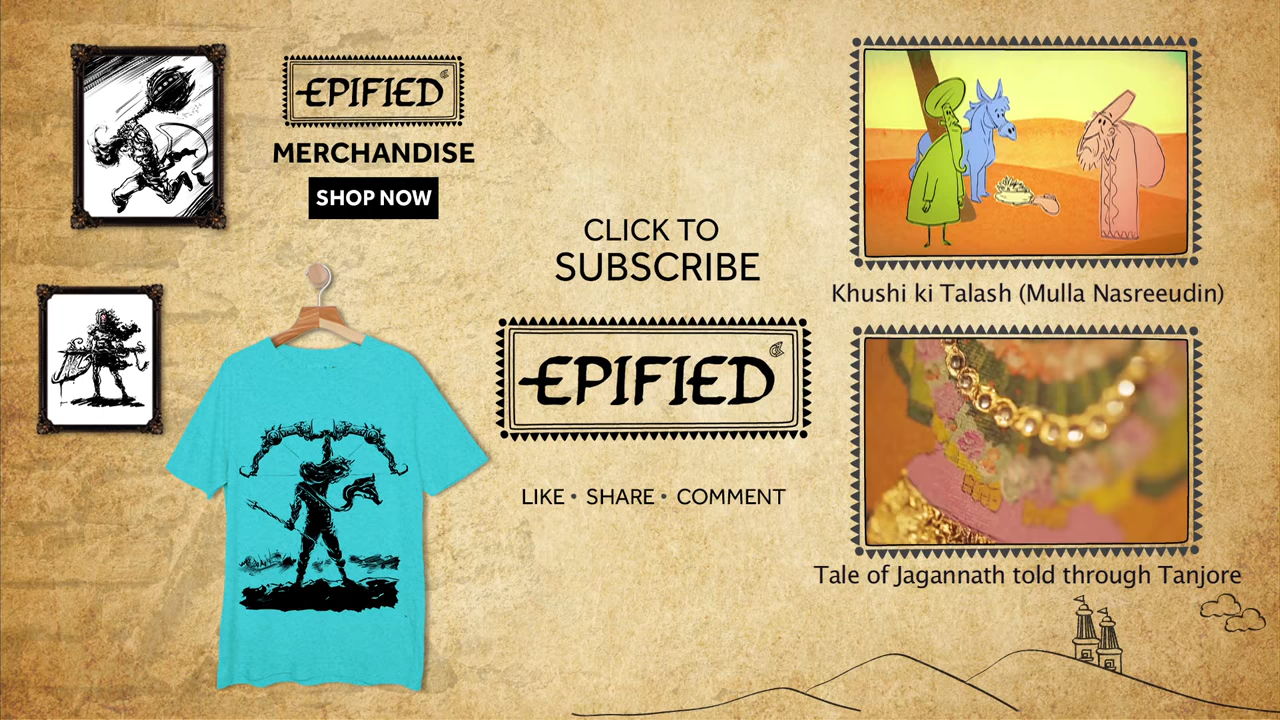 EPIFIED
MERCHANDISE
SHOP NOW
CLICK TO
SUBSCRIBE
EPIFIED
LIKE • SHARE • COMMENT
Khushi ki Talash (Mulla Nasreeudin)
Tale of Jagannath told through Tanjore